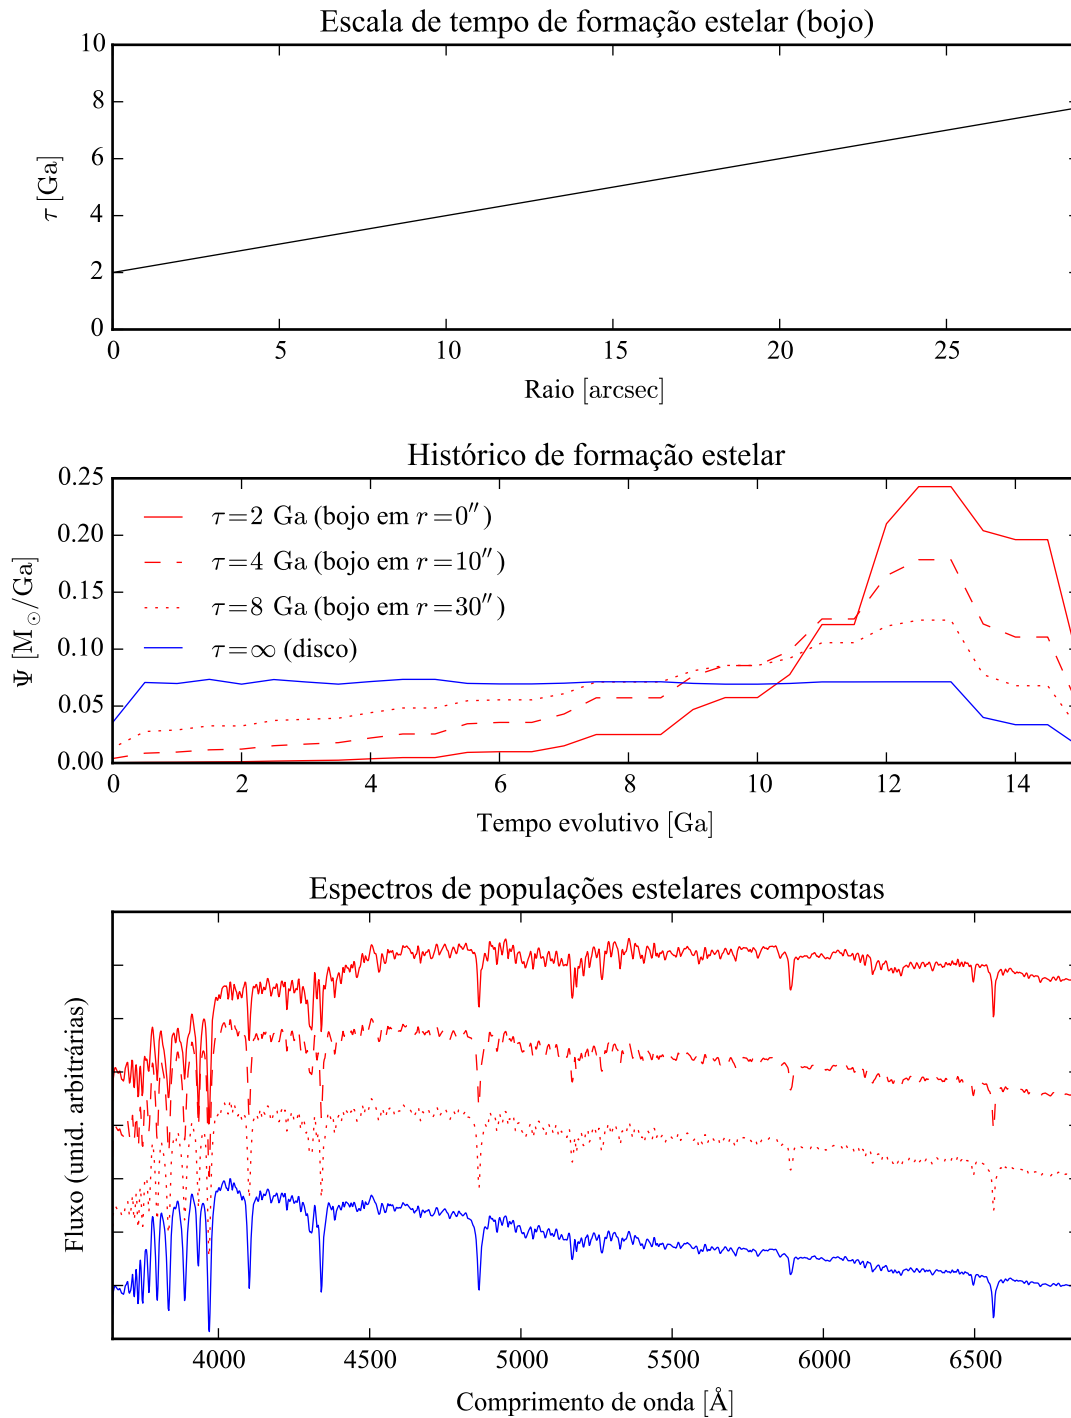 Escala de tempo de formação estelar (bojo)
10
8
6
4
2
0
τ [Ga]
0 5 10 15 20 25
Raio [arcsec]
Histórico de formação estelar
0.25
0.20
0.15
0.10
0.05
0.00
Ψ [M⊙/Ga]
τ=2 Ga (bojo em r=0″)
τ=4 Ga (bojo em r=10″)
τ=8 Ga (bojo em r=30″)
τ=∞ (disco)
0 2 4 6 8 10 12 14
Tempo evolutivo [Ga]
Espectros de populações estelares compostas
Fluxo (unid. arbitrárias)
4000 4500 5000 5500 6000 6500
Comprimento de onda [Å]